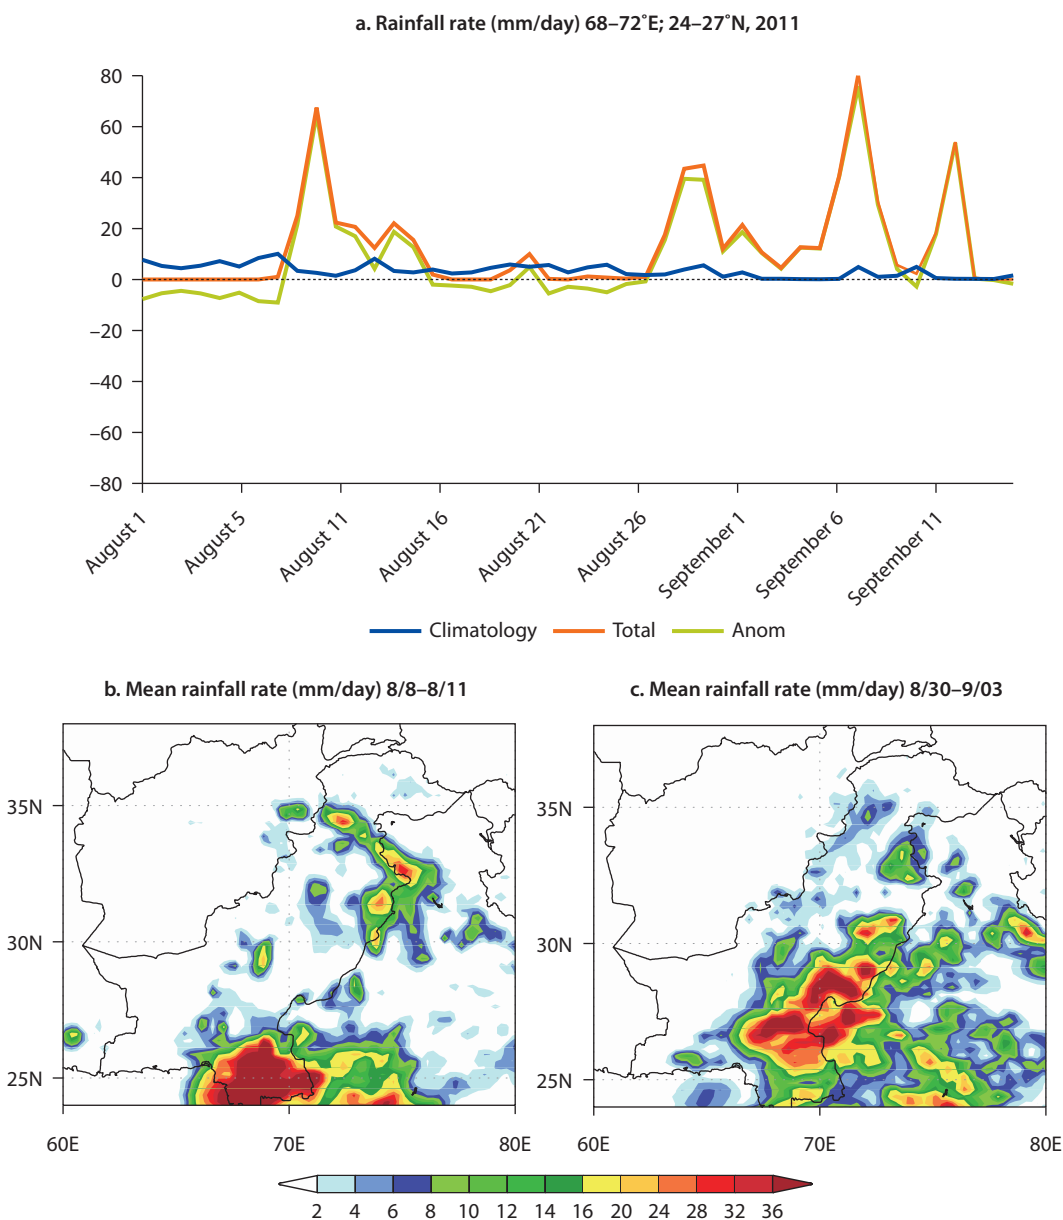 a. Rainfall rate (mm/day) 68–72˚E; 24–27˚N, 2011
80
60
40
20
0
–20
–40
–60
–80
August 1
August 5
August 11
August 16
August 21
August 26
September 1
September 6
September 11
Climatology Total Anom
b. Mean rainfall rate (mm/day) 8/8–8/11
35N
30N
25N
60E 70E 80E
c. Mean rainfall rate (mm/day) 8/30–9/03
35N
30N
25N
60E 70E 80E
2 4 6 8 10 12 14 16 20 24 28 32 36